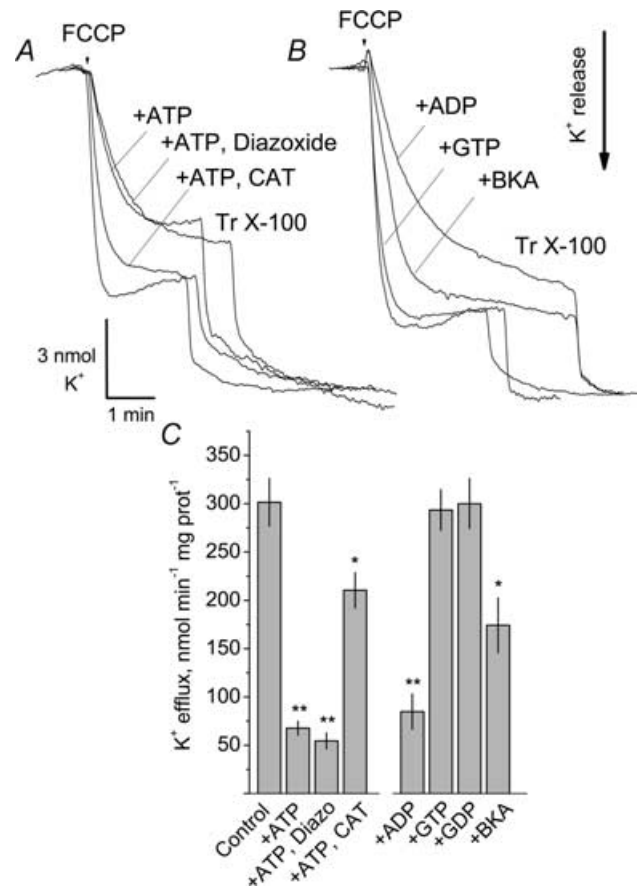 A
FCCP
+ATP
+ATP, Diazoxide
+ATP, CAT
Tr X-100
3 nmol
K+
1 min
B
FCCP
+ADP
+GTP
+BKA
Tr X-100
K+ release
C
K+ efflux, nmol min-1 mg prot-1
350
300
250
200
150
100
50
**
**
*
**
*
Control
+ATP
+ATP, Diazo
+ATP, CAT
+ADP
+GTP
+GDP
+BKA